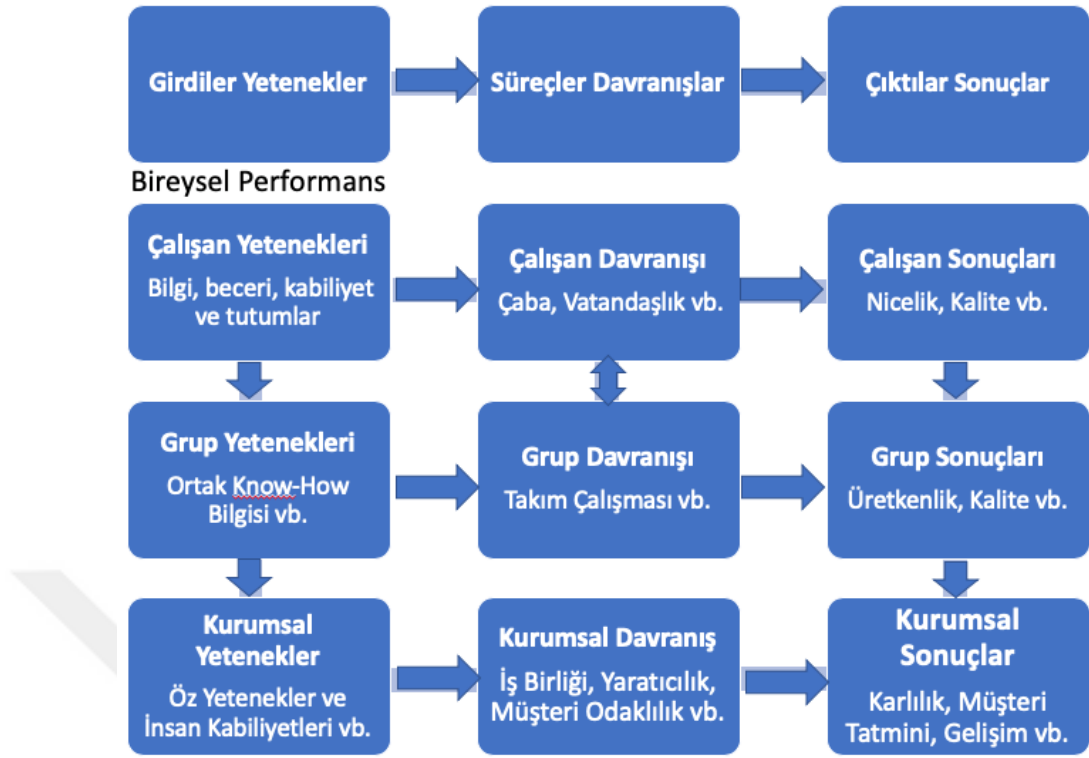 Girdiler Yetenekler
Süreçler Davranışlar
Çıktılar Sonuçlar
Bireysel Performans
Çalışan Yetenekleri
Bilgi, beceri, kabiliyet
ve tutumlar
Çalışan Davranışı
Çaba, Vatandaşlık vb.
Çalışan Sonuçları
Nicelik, Kalite vb.
Grup Yetenekleri
Ortak Know-How
Bilgisi vb.
Grup Davranışı
Takım Çalışması vb.
Grup Sonuçları
Üretkenlik, Kalite vb.
Kurumsal
Yetenekler
Öz Yetenekler ve
İnsan Kabiliyetleri vb.
Kurumsal Davranış
İş Birliği, Yaratıcılık,
Müşteri Odaklılık vb.
Kurumsal
Sonuçlar
Karlılık, Müşteri
Tatmini, Gelişim vb.